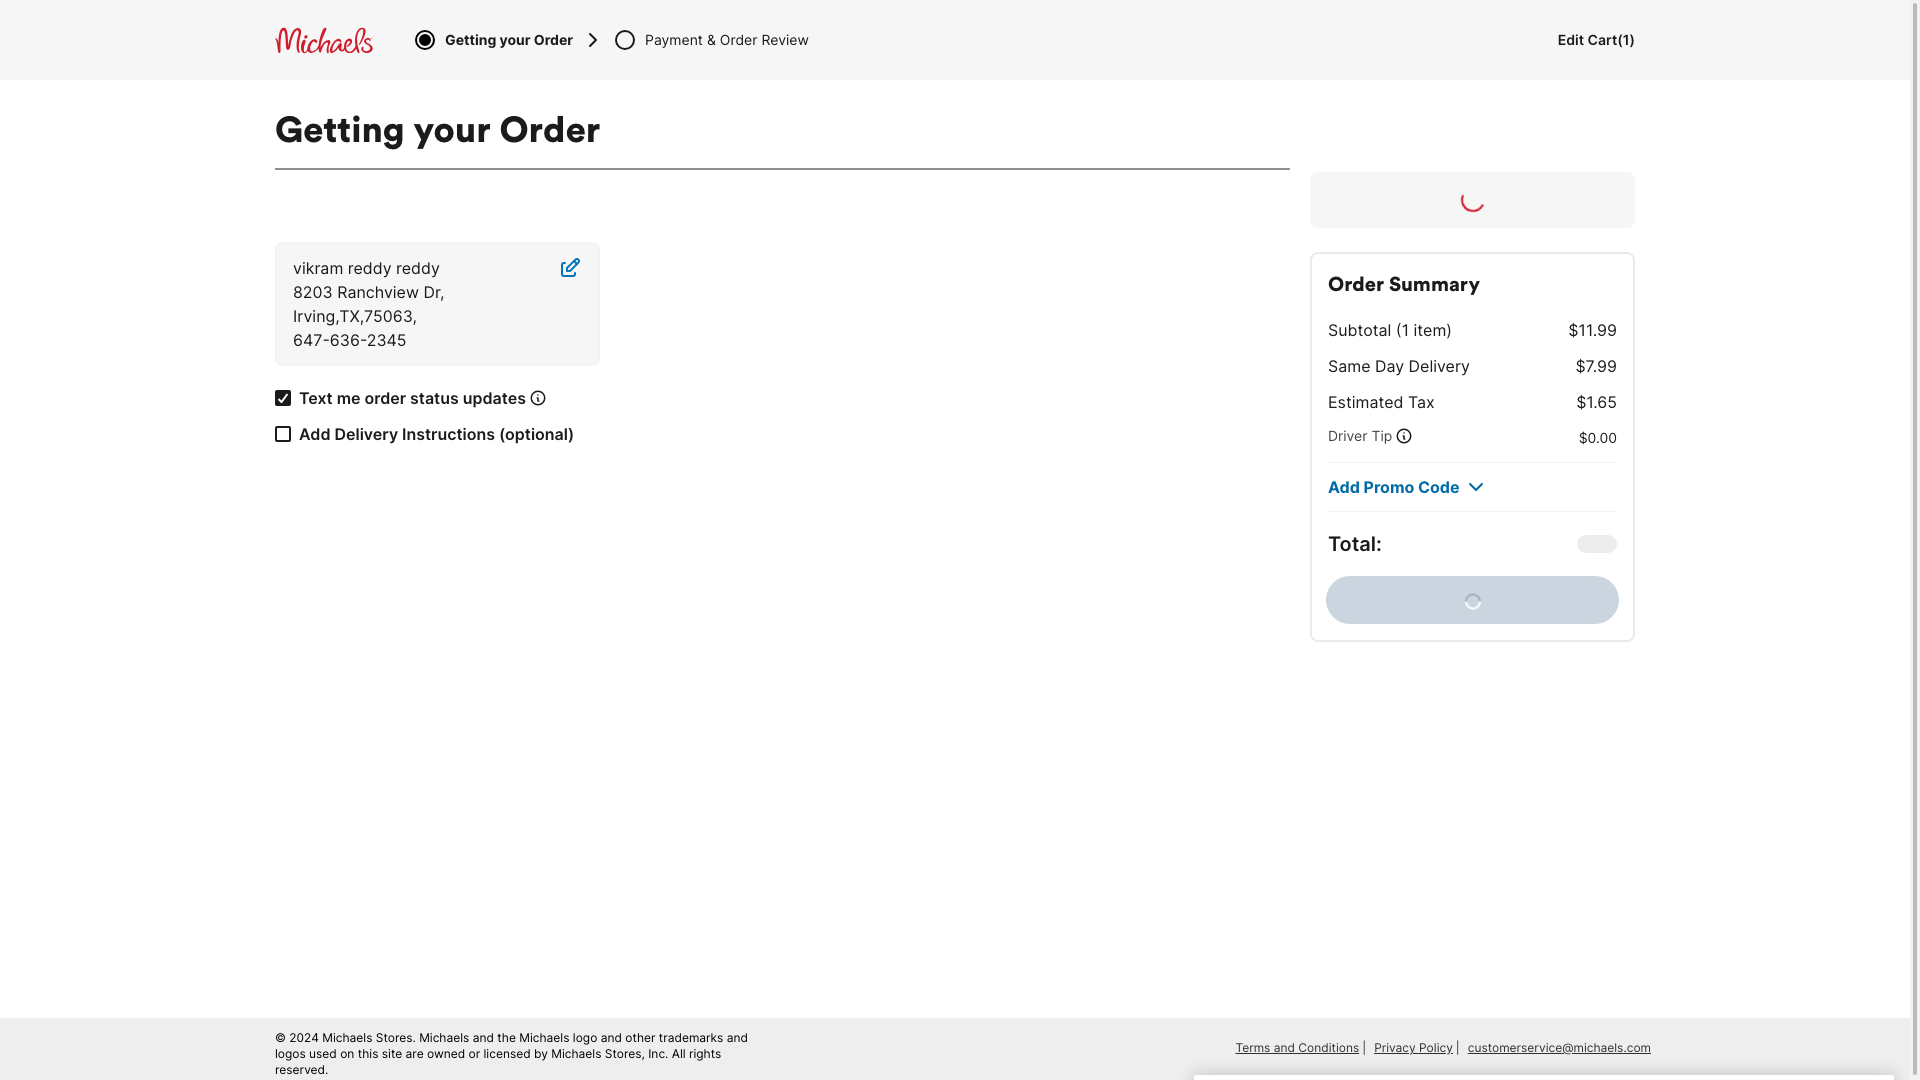 Michaels
Getting your Order
Payment & Order Review
Edit Cart(1)
Getting your Order
vikram reddy reddy
8203 Ranchview Dr,
Irving,TX,75063,
647-636-2345
Text me order status updates
Add Delivery Instructions (optional)
Order Summary
Subtotal (1 item) $11.99
Same Day Delivery $7.99
Estimated Tax $1.65
Driver Tip $0.00
Add Promo Code
Total:
© 2024 Michaels Stores. Michaels and the Michaels logo and other trademarks and
logos used on this site are owned or licensed by Michaels Stores, Inc. All rights
reserved.
Terms and Conditions | Privacy Policy | customerservice@michaels.com